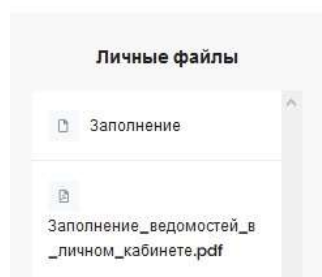 Личные файлы
Заполнение
Заполнение_ведомостей_в
_личном_кабинете.pdf